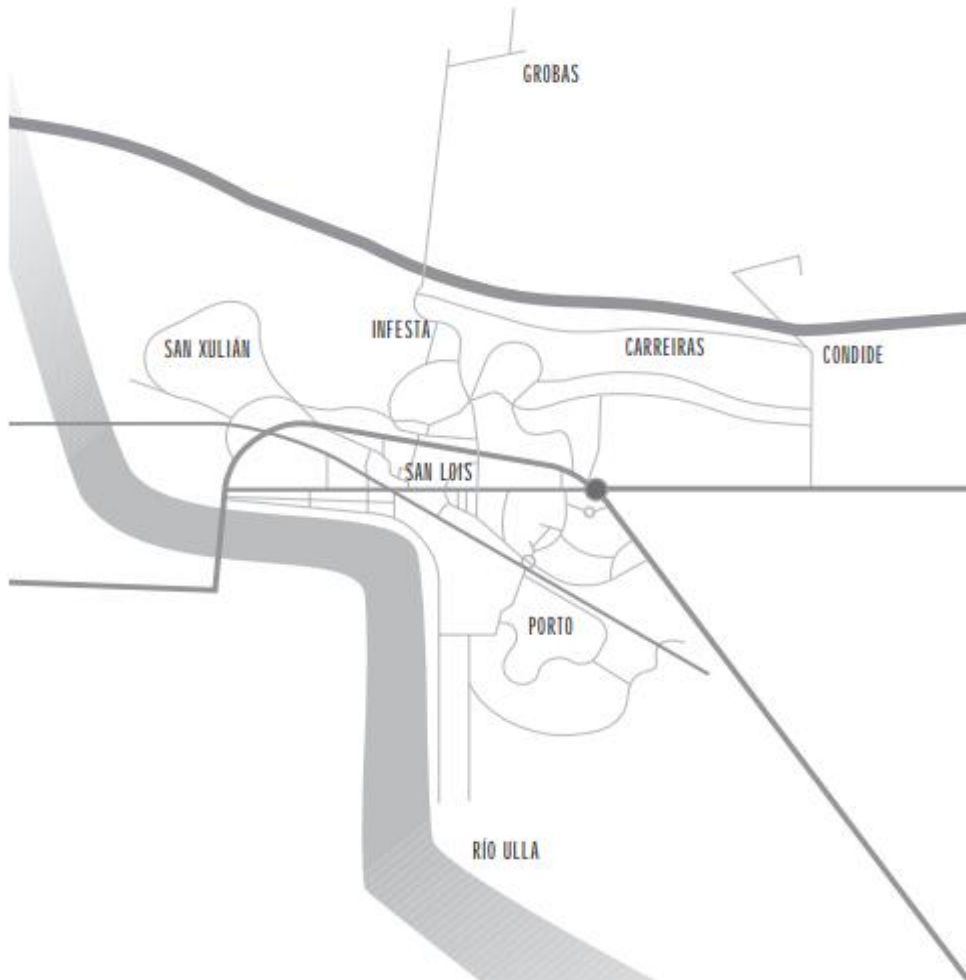 GROBAS
INFESTA
SAN XULIÁN
CARREIRAS
CONDIDE
SAN LOIS
PORTO
RÍO ULLA